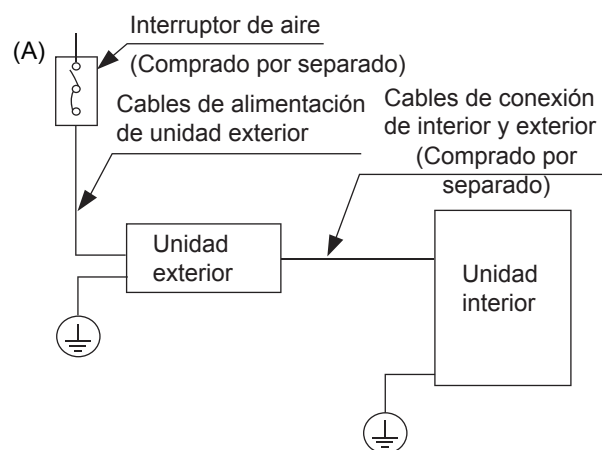 (A)
Interruptor de aire
(Comprado por separado)
Cables de alimentación
de unidad exterior
Cables de conexión
de interior y exterior
(Comprado por
separado)
Unidad
exterior
Unidad
interior